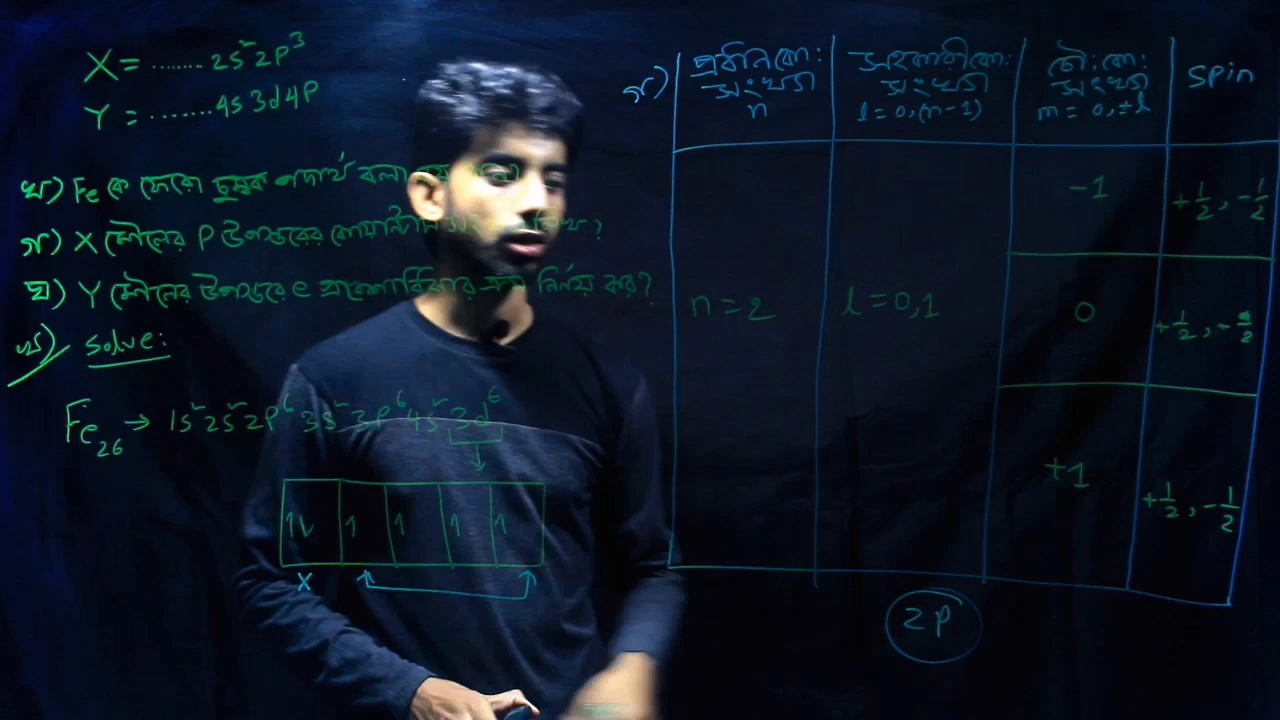 X = ........ 2s² 2p³
Y = ........ 4s 3d 4p
খ) Fe কে ফেরো চুম্বক পদার্থ বলা
গ) X মৌলের p উপস্তরের কোয়ান্টাম ?
ঘ) Y মৌলের উপস্তরে e প্রবেশের নির্ণয় কর?
খ) Solve:
Fe₂₆ → 1s² 2s² 2p⁶ 3s² 3p⁶ 4s² 3d⁶
1l 1 1 1 1
X
গ) প্রধান কো: সংখ্যা n
সহকারী কো: সংখ্যা l = 0, (n-1)
চৌ: কো: সংখ্যা m = 0, ±l
spin
n = 2 l = 0, 1
-1 +1/2, -1/2
0 +1/2, -1/2
+1 +1/2, -1/2
2p